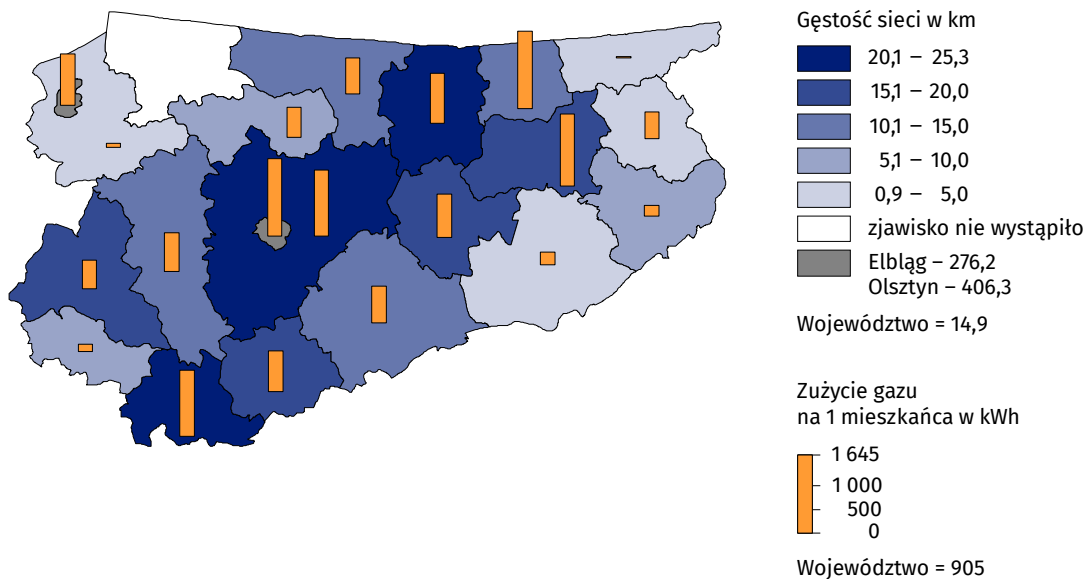 Gęstość sieci w km
20,1 – 25,3
15,1 – 20,0
10,1 – 15,0
5,1 – 10,0
0,9 – 5,0
zjawisko nie wystąpiło
Elbląg – 276,2
Olsztyn – 406,3
Województwo = 14,9
Zużycie gazu
na 1 mieszkańca w kWh
1 645
1 000
500
0
Województwo = 905